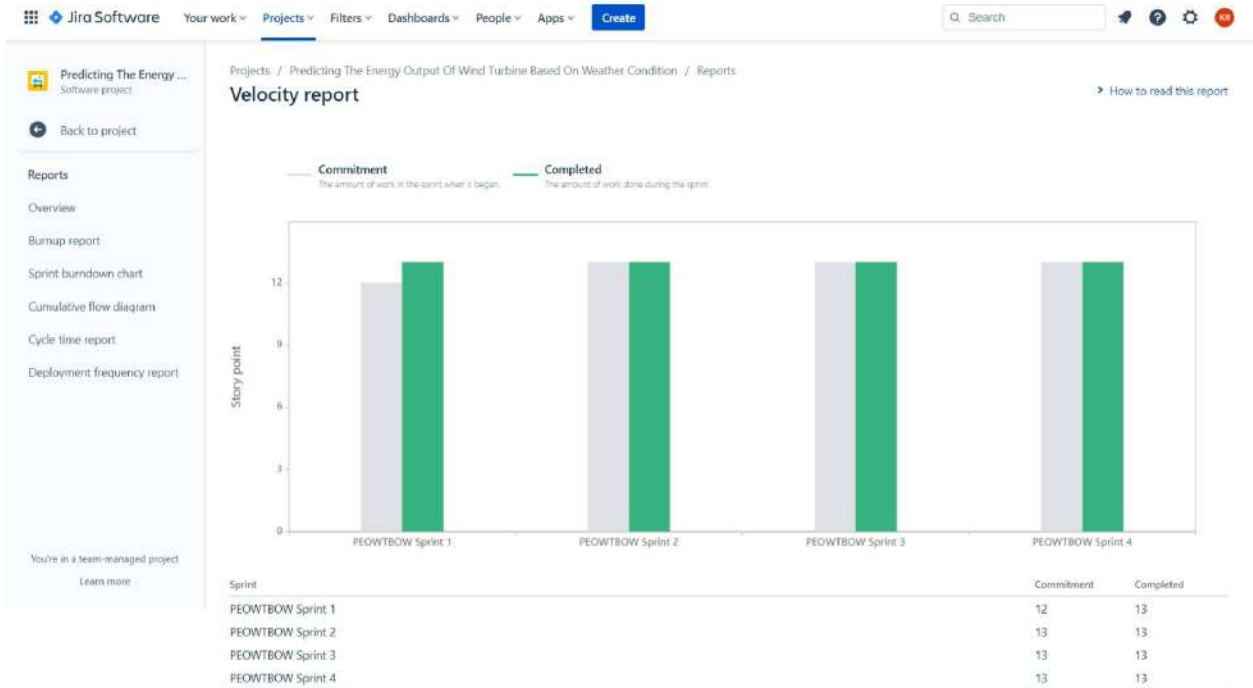 Jira Software Your work Projects Filters Dashboards People Apps Create Search KR
Predicting The Energy ...
Software project
Back to project
Reports
Overview
Burnup report
Sprint burndown chart
Cumulative flow diagram
Cycle time report
Deployment frequency report
You're in a team-managed project
Learn more
Projects / Predicting The Energy Output Of Wind Turbine Based On Weather Condition / Reports
Velocity report
How to read this report
Commitment
The amount of work in the sprint when it began.
Completed
The amount of work done during the sprint.
Story point
12
9
6
3
0
PEOWTBOW Sprint 1 PEOWTBOW Sprint 2 PEOWTBOW Sprint 3 PEOWTBOW Sprint 4
Sprint Commitment Completed
PEOWTBOW Sprint 1 12 13
PEOWTBOW Sprint 2 13 13
PEOWTBOW Sprint 3 13 13
PEOWTBOW Sprint 4 13 13